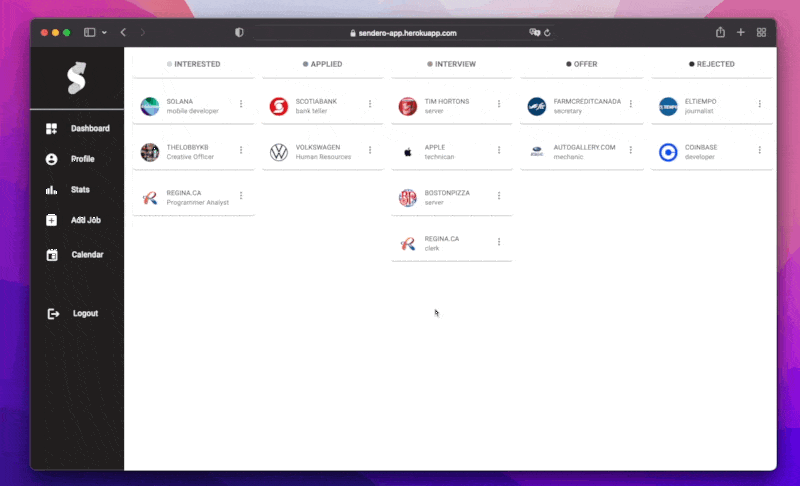 sendero-app.herokuapp.com
Dashboard
Profile
Stats
Add Job
Calendar
Logout
INTERESTED
SOLANA
mobile developer
THELOBBYKB
Creative Officer
REGINA.CA
Programmer Analyst
APPLIED
SCOTIABANK
bank teller
VOLKSWAGEN
Human Resources
INTERVIEW
TIM HORTONS
server
APPLE
technican
BOSTONPIZZA
server
REGINA.CA
clerk
OFFER
FARMCREDITCANADA
secretary
AUTOGALLERY.COM
mechanic
REJECTED
ELTIEMPO
journalist
COINBASE
developer